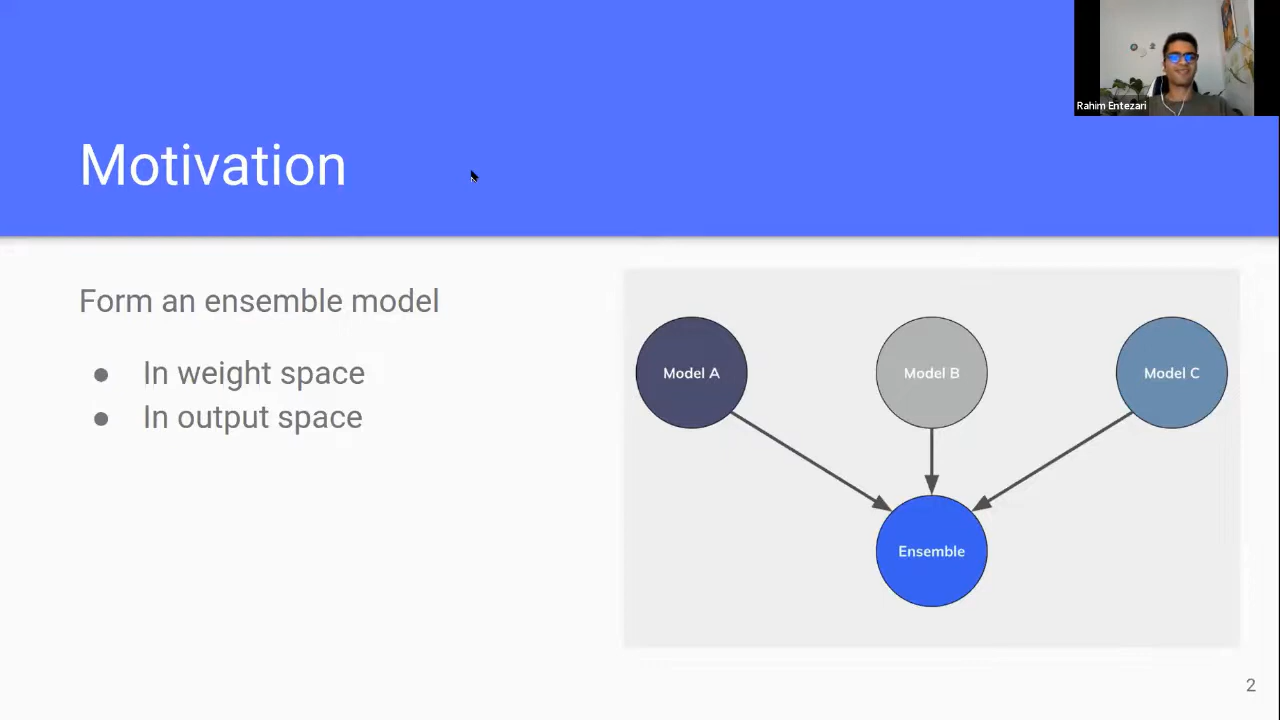 Rahim Entezari
Motivation
Form an ensemble model
● In weight space
● In output space
Model A
Model B
Model C
Ensemble
2